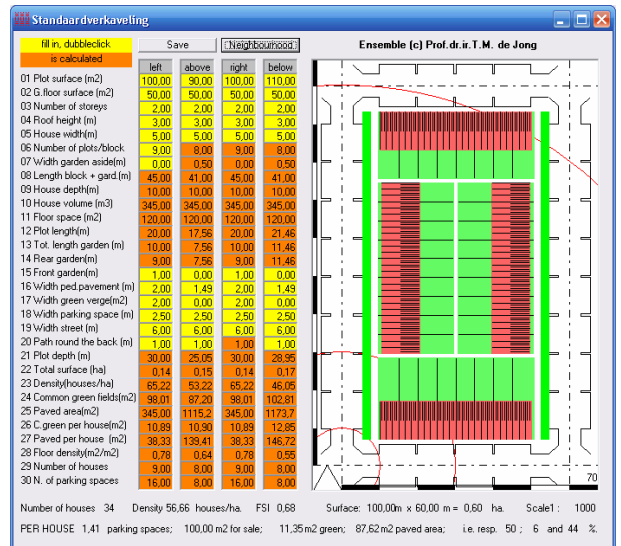 Standaardverkaveling
fill in, dubbleclick
is calculated
Save
Neighbourhood
Ensemble (c) Prof.dr.ir.T.M. de Jong
left above right below
01 Plot surface (m2) 100,00 90,00 100,00 110,00
02 G.floor surface (m2) 50,00 50,00 50,00 50,00
03 Number of storeys 2,00 2,00 2,00 2,00
04 Roof height (m) 3,00 3,00 3,00 3,00
05 House width(m) 5,00 5,00 5,00 5,00
06 Number of plots/block 9,00 8,00 9,00 8,00
07 Width garden aside(m) 0,00 0,50 0,00 0,50
08 Length block + gard.(m) 45,00 41,00 45,00 41,00
09 House depth(m) 10,00 10,00 10,00 10,00
10 House volume (m3) 345,00 345,00 345,00 345,00
11 Floor space (m2) 120,00 120,00 120,00 120,00
12 Plot length(m) 20,00 17,56 20,00 21,46
13 Tot. length garden (m) 10,00 7,56 10,00 11,46
14 Rear garden(m) 9,00 7,56 9,00 11,46
15 Front garden(m) 1,00 0,00 1,00 0,00
16 Width ped.pavement (m) 2,00 1,49 2,00 1,49
17 Width green verge(m2) 2,00 0,00 2,00 0,00
18 Width parking space (m) 2,50 2,50 2,50 2,50
19 Width street (m) 6,00 6,00 6,00 6,00
20 Path round the back (m) 1,00 1,00 1,00 1,00
21 Plot depth (m) 30,00 25,05 30,00 28,95
22 Total surface (ha) 0,14 0,15 0,14 0,17
23 Density(houses/ha) 65,22 53,22 65,22 46,05
24 Common green fields(m2) 98,01 87,20 98,01 102,81
25 Paved area(m2) 345,00 1115,2 345,00 1173,7
26 C.green per house(m2) 10,89 10,90 10,89 12,85
27 Paved per house (m2) 38,33 139,41 38,33 146,72
28 Floor density(m2/m2) 0,78 0,64 0,78 0,55
29 Number of houses 9,00 8,00 9,00 8,00
30 N. of parking spaces 16,00 8,00 16,00 8,00
70
Number of houses 34 Density 56,66 houses/ha. FSI 0,68 Surface: 100,00m x 60,00 m = 0,60 ha. Scale1 : 1000
PER HOUSE 1,41 parking spaces; 100,00 m2 for sale; 11,35 m2 green; 87,62 m2 paved area; i.e. resp. 50 ; 6 and 44 %.